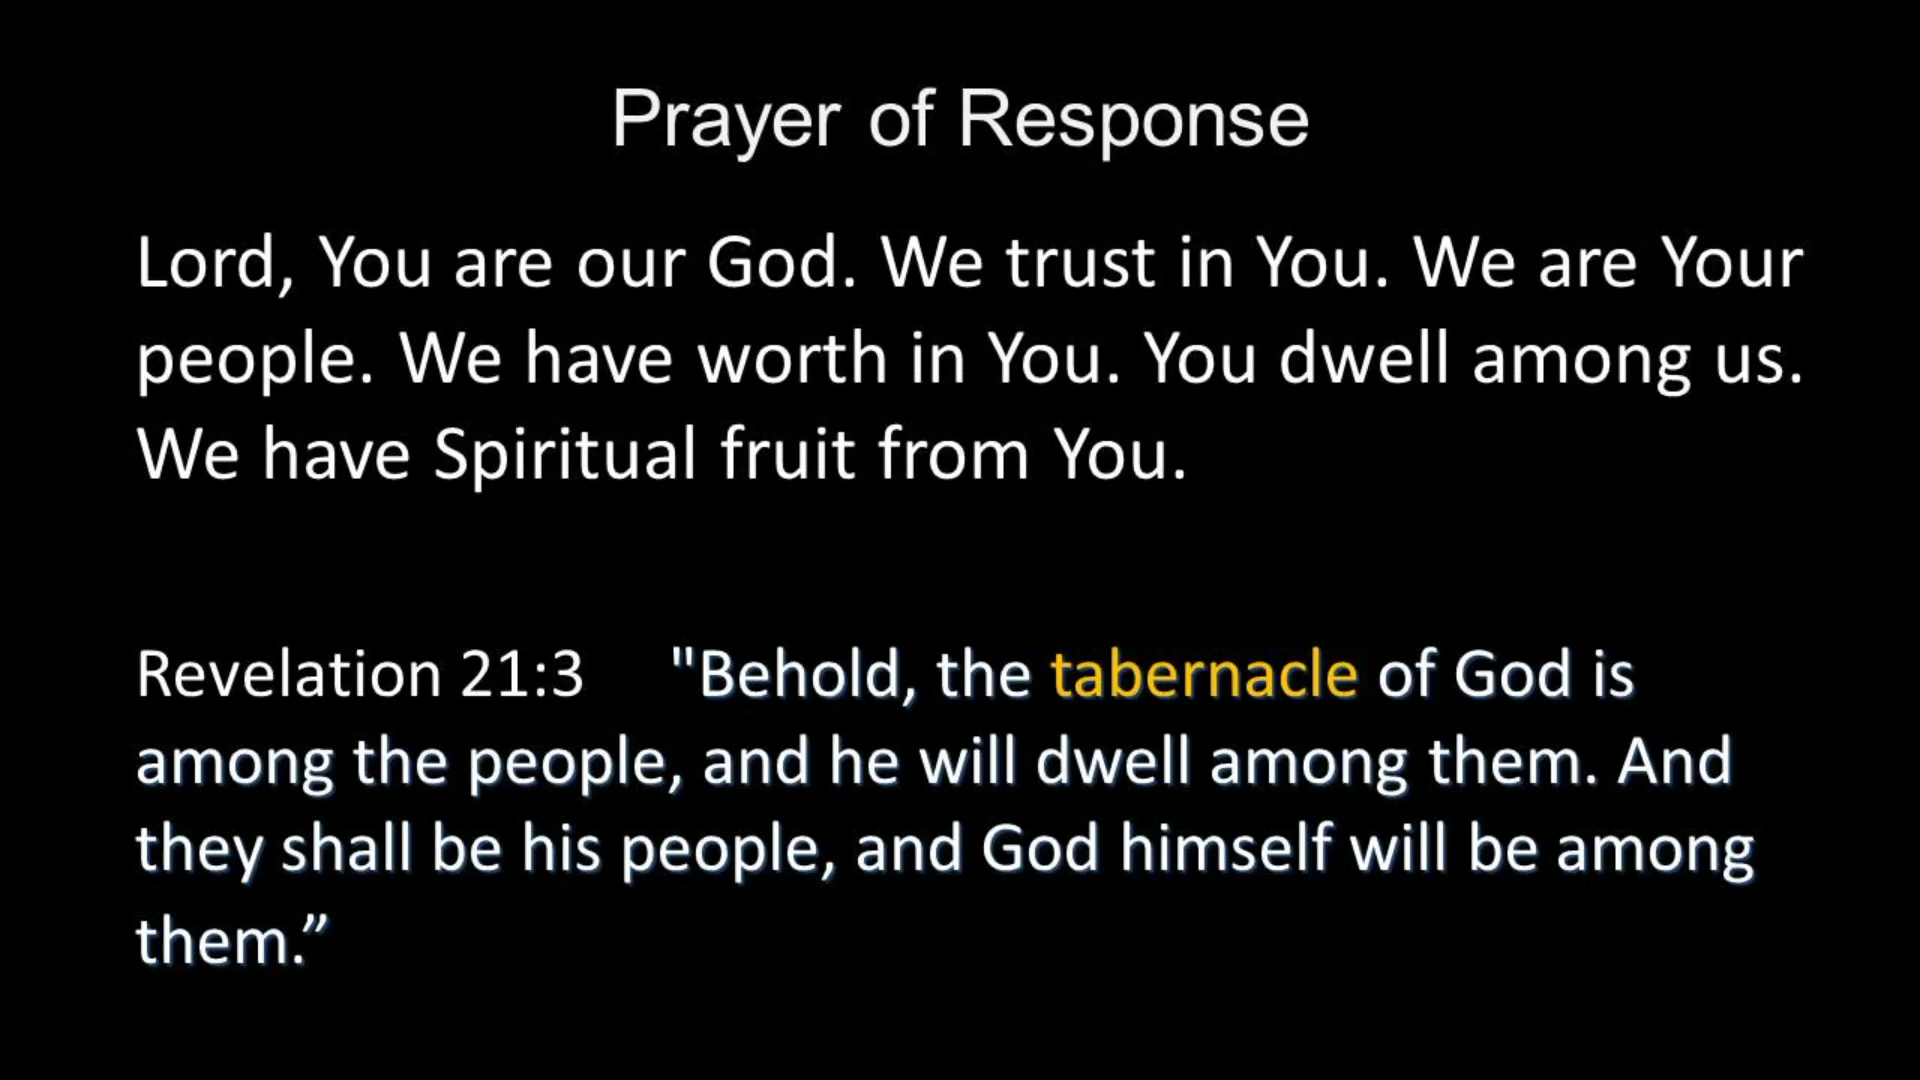 Prayer of Response
Lord, You are our God. We trust in You. We are Your
people. We have worth in You. You dwell among us.
We have Spiritual fruit from You.
Revelation 21:3 "Behold, the tabernacle of God is
among the people, and he will dwell among them. And
they shall be his people, and God himself will be among
them.”